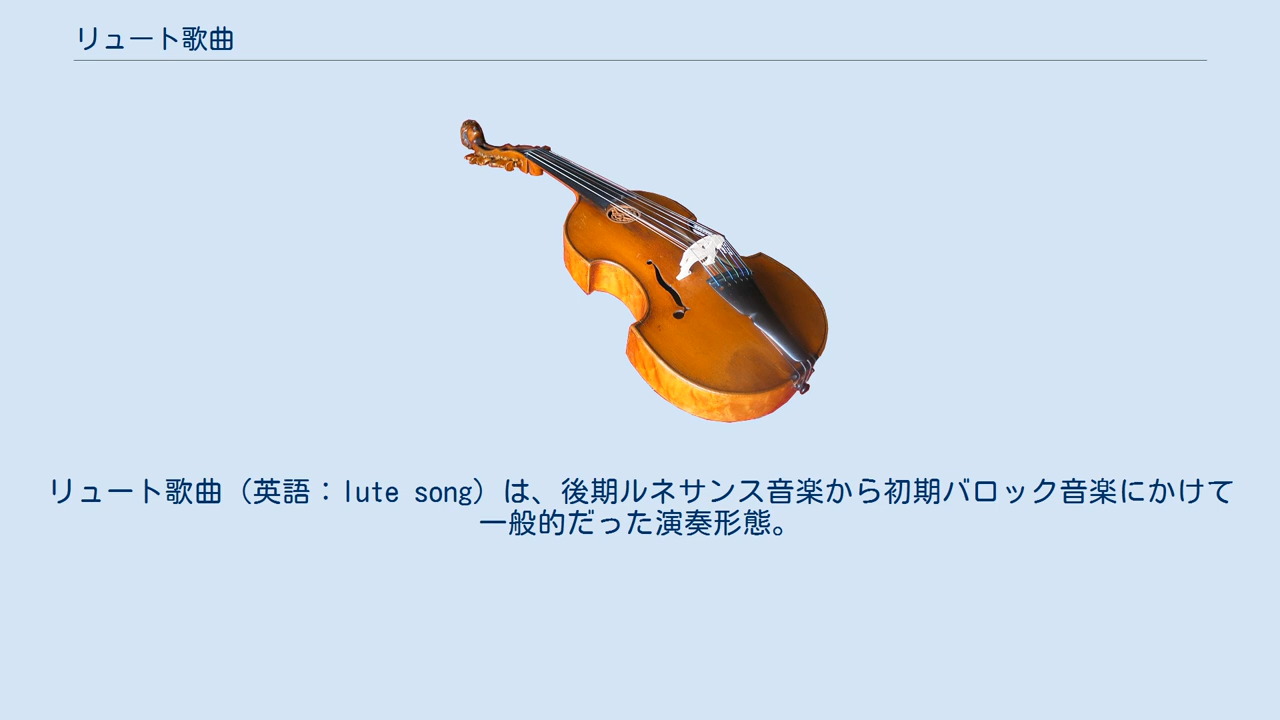 リュート歌曲
リュート歌曲（英語：lute song）は、後期ルネサンス音楽から初期バロック音楽にかけて
一般的だった演奏形態。